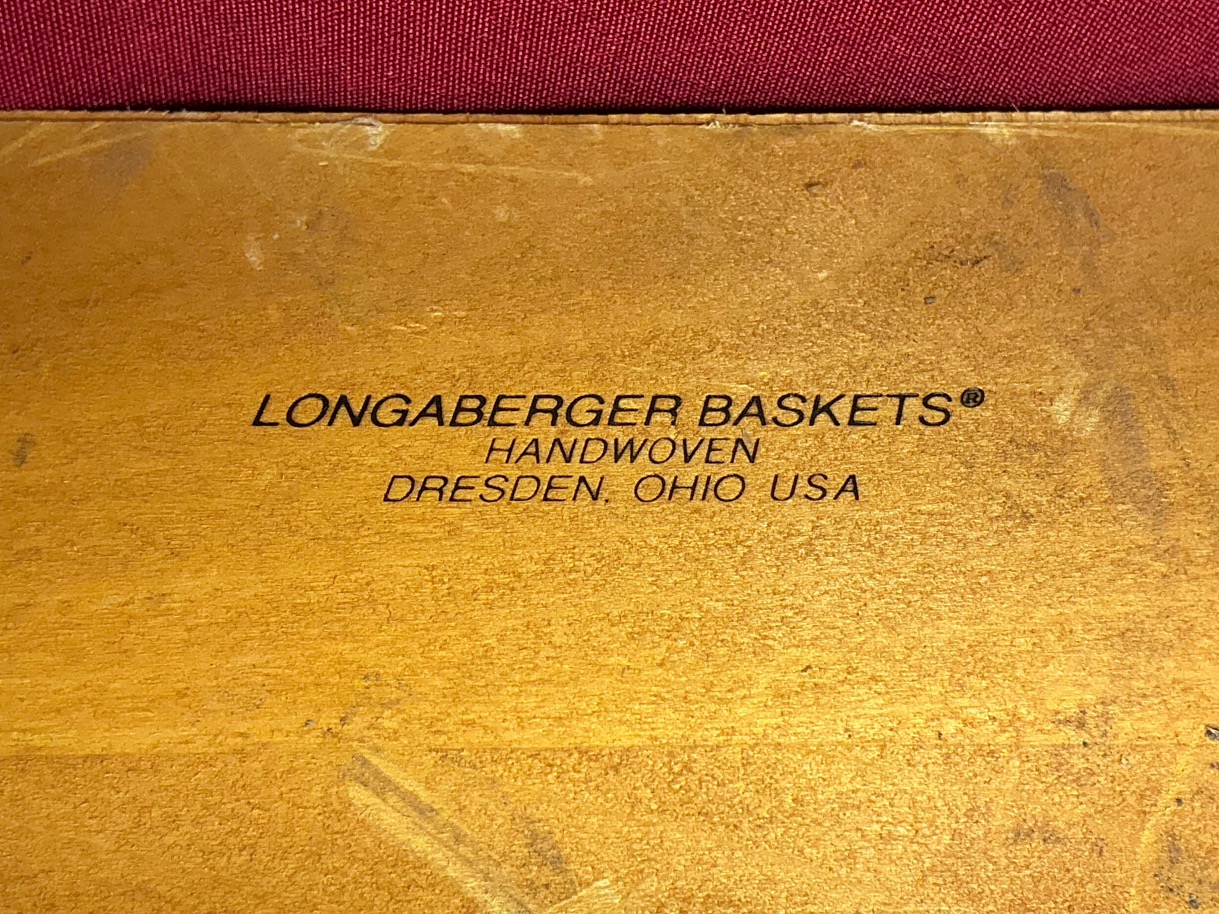 LONGABERGER BASKETS®
HANDWOVEN
DRESDEN, OHIO USA